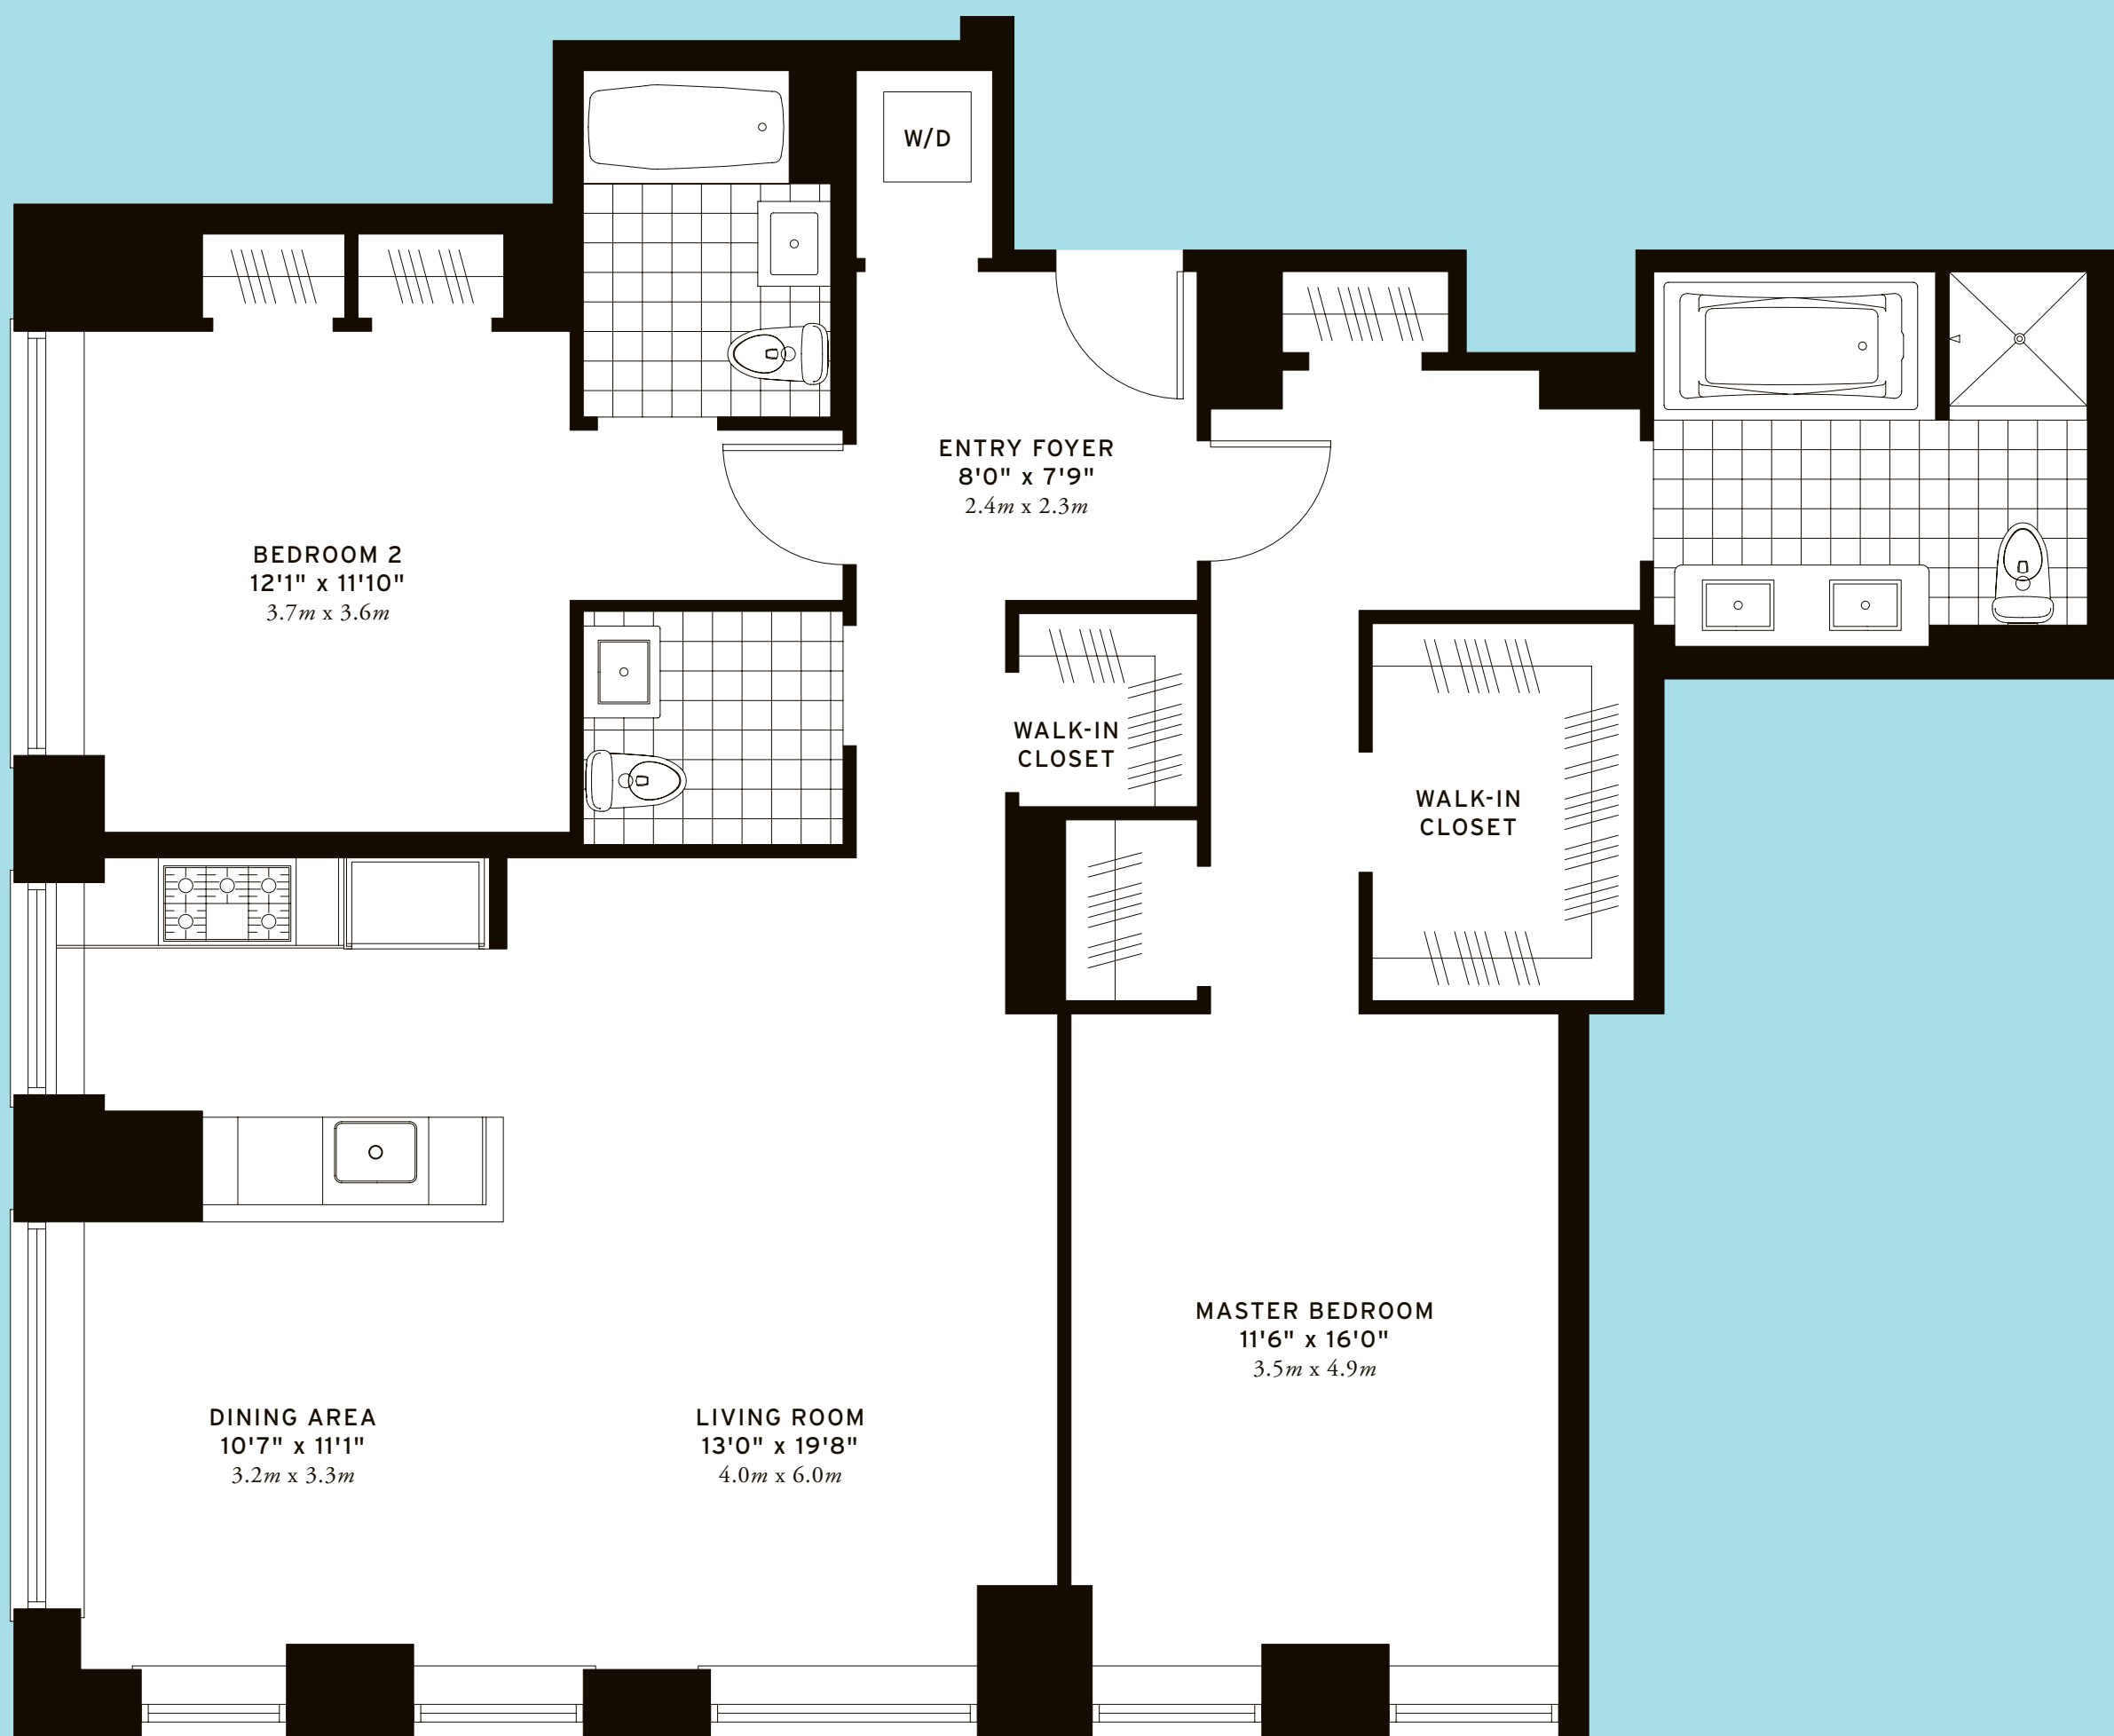 W/D
ENTRY FOYER
8'0" x 7'9"
2.4m x 2.3m
BEDROOM 2
12'1" x 11'10"
3.7m x 3.6m
WALK-IN
CLOSET
WALK-IN
CLOSET
MASTER BEDROOM
11'6" x 16'0"
3.5m x 4.9m
DINING AREA
10'7" x 11'1"
3.2m x 3.3m
LIVING ROOM
13'0" x 19'8"
4.0m x 6.0m